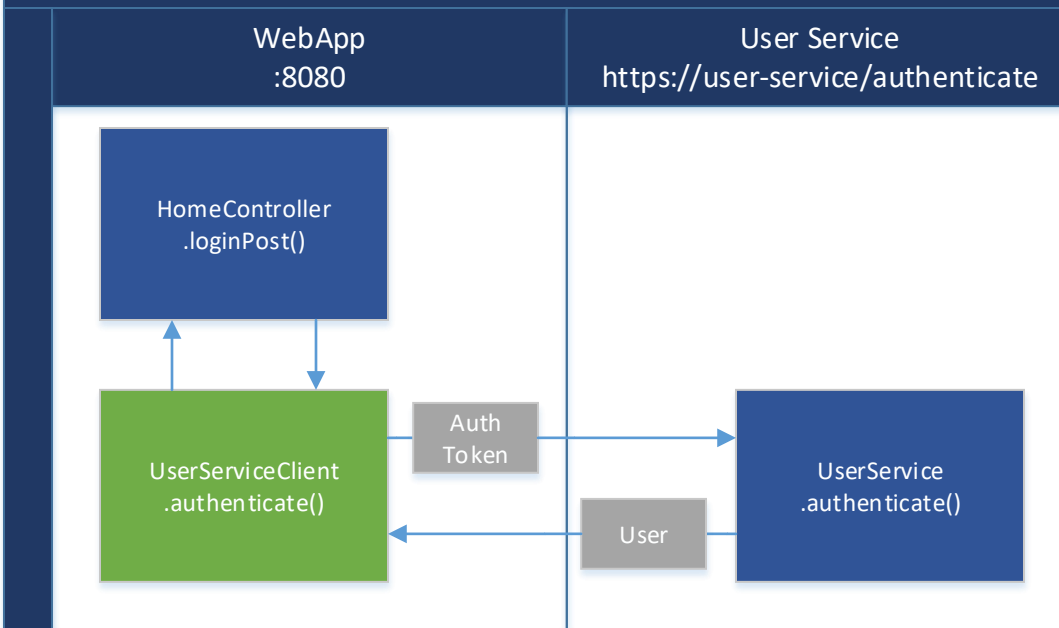 WebApp
:8080
User Service
https://user-service/authenticate
HomeController
.loginPost()
UserServiceClient
.authenticate()
Auth
Token
User
UserService
.authenticate()